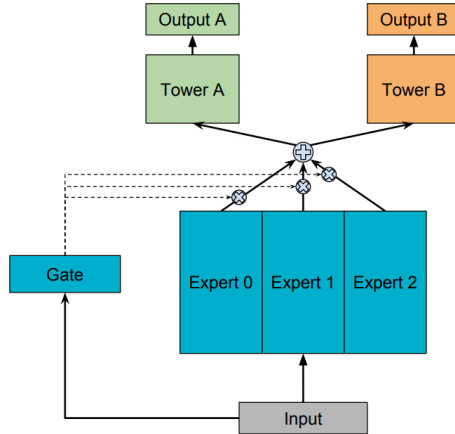 Output A
Output B
Tower A
Tower B
Gate
Expert 0
Expert 1
Expert 2
Input